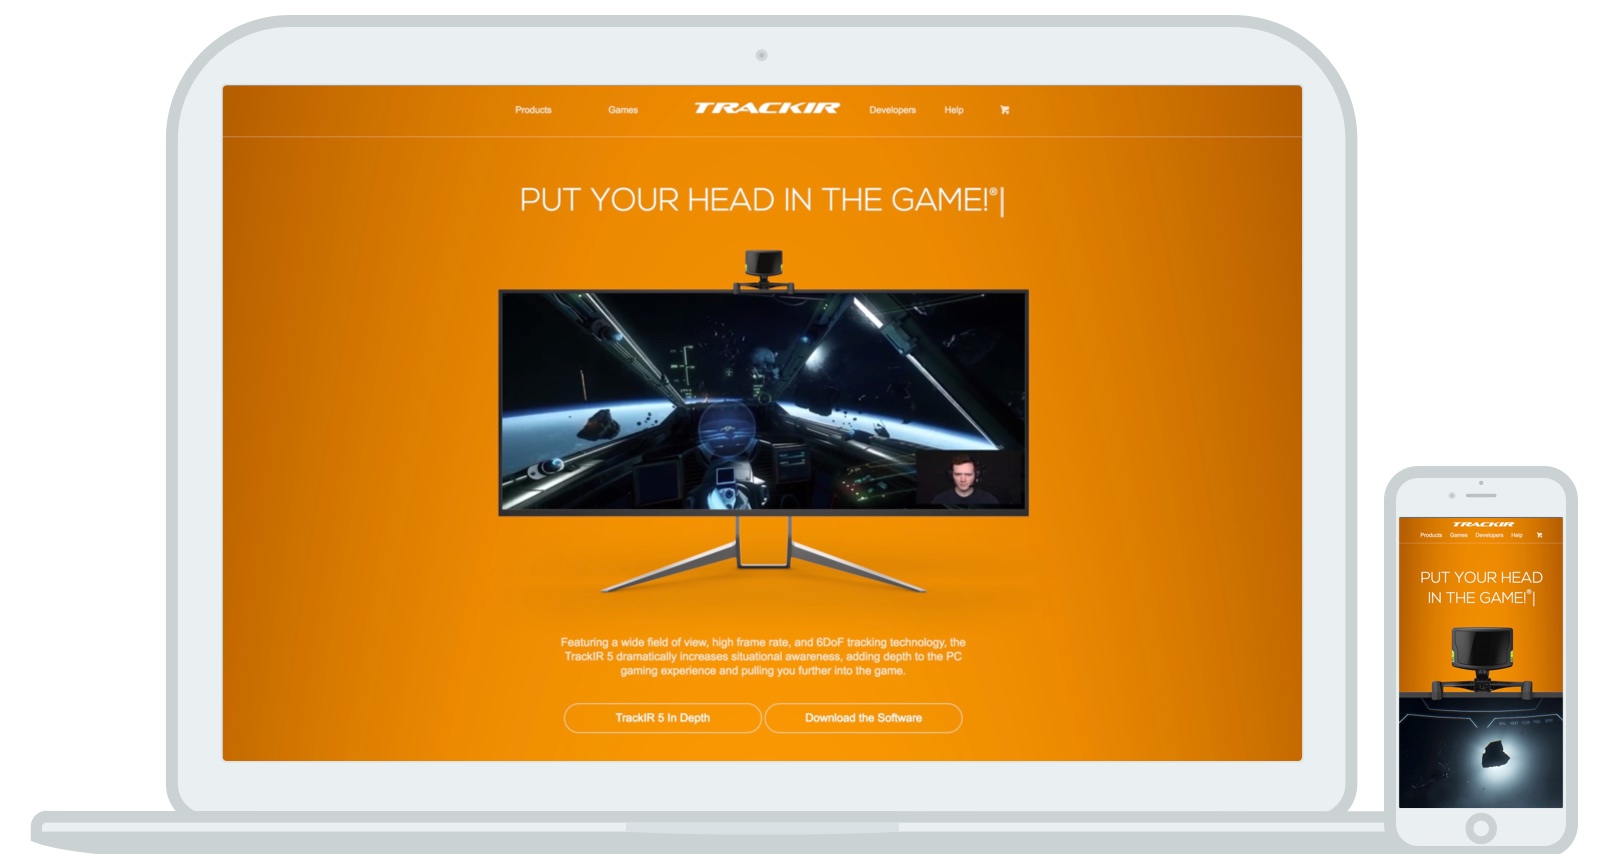 Products Games TRACKIR Developers Help
PUT YOUR HEAD IN THE GAME!®|
Featuring a wide field of view, high frame rate, and 6DoF tracking technology, the
TrackIR 5 dramatically increases situational awareness, adding depth to the PC
gaming experience and pulling you further into the game.
TrackIR 5 In Depth Download the Software
TRACKIR
Products Games Developers Help
PUT YOUR HEAD
IN THE GAME!®|